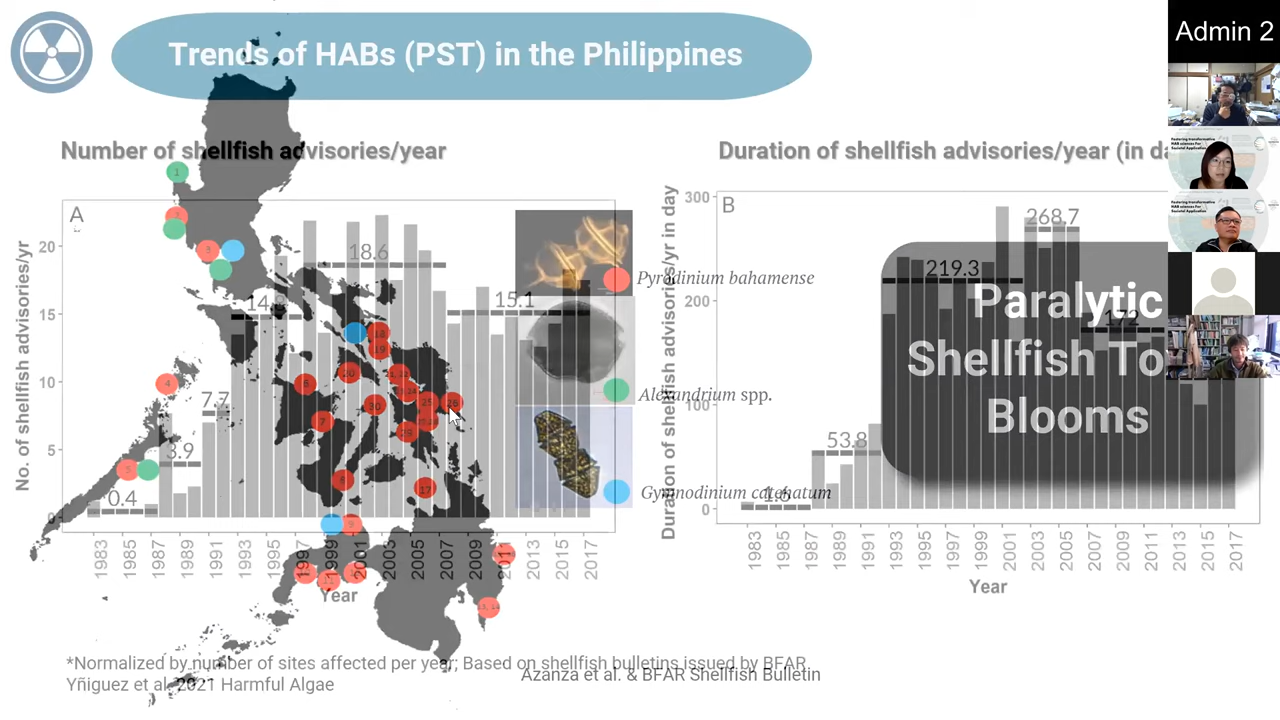 Trends of HABs (PST) in the Philippines
Admin 2
Number of shellfish advisories/year
Duration of shellfish advisories/year (in da
A
No. of shellfish advisories/yr
20
15
10
5
0
0.4
3.9
7.7
14.
18.6
15.1
1983
1985
1987
1989
1991
1993
1995
1997
1999
2001
2003
2005
2007
2009
2011
2013
2015
2017
Year
Pyrodinium bahamense
Alexandrium spp.
Gymnodinium catenatum
B
Duration of shellfish advisories/yr in day
300
200
100
0
1.6
53.8
219.3
268.7
172
1983
1985
1987
1989
1991
1993
1995
1997
1999
2001
2003
2005
2007
2009
2011
2013
2015
2017
Year
Paralytic
Shellfish To
Blooms
*Normalized by number of sites affected per year; Based on shellfish bulletins issued by BFAR
Yñiguez et al 2021 Harmful Algae
Azanza et al. & BFAR Shellfish Bulletin